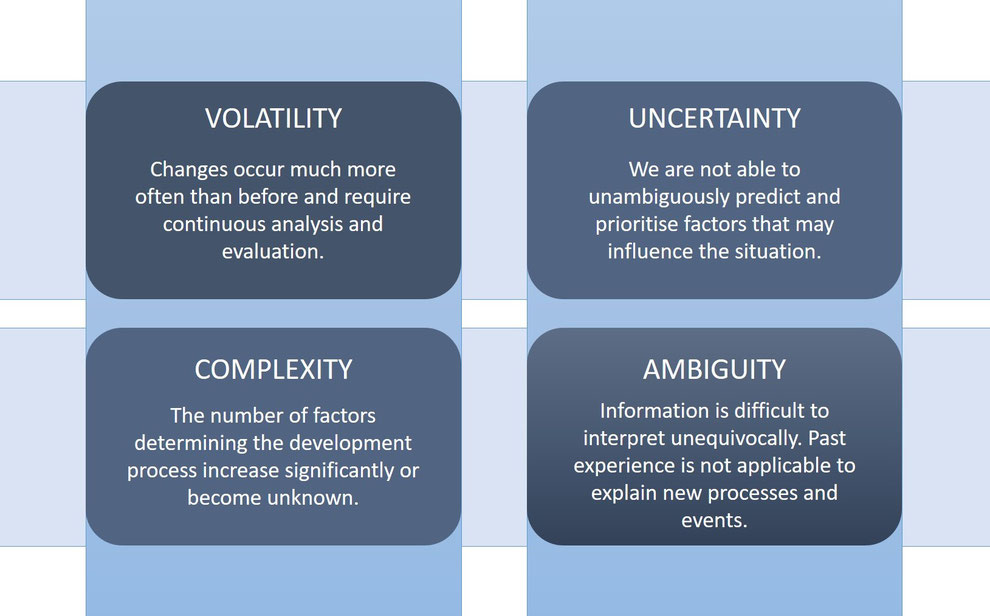 VOLATILITY
Changes occur much more
often than before and require
continuous analysis and
evaluation.
UNCERTAINTY
We are not able to
unambiguously predict and
prioritise factors that may
influence the situation.
COMPLEXITY
The number of factors
determining the development
process increase significantly or
become unknown.
AMBIGUITY
Information is difficult to
interpret unequivocally. Past
experience is not applicable to
explain new processes and
events.